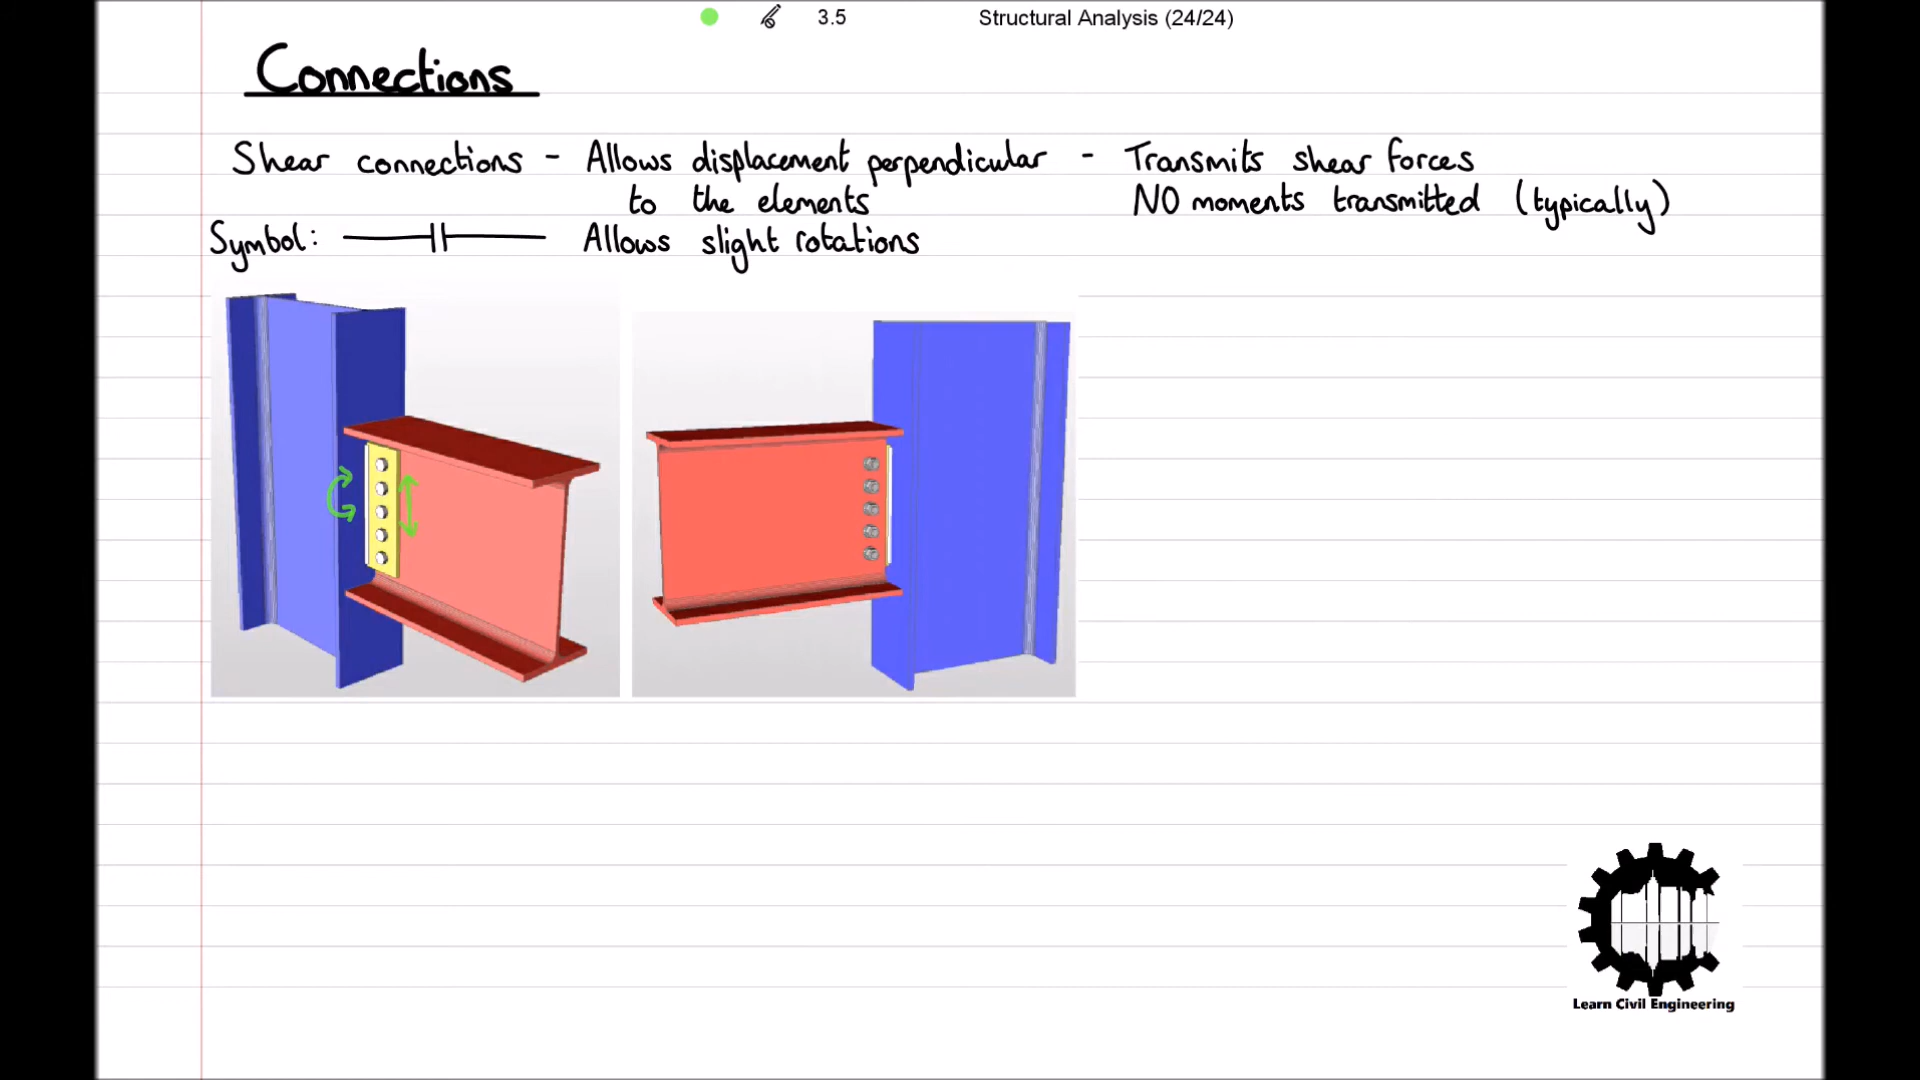 3.5 Structural Analysis (24/24)
Connections
Shear connections - Allows displacement perpendicular - Transmits shear forces
to the elements NO moments transmitted (typically)
Symbol: Allows slight rotations
Learn Civil Engineering